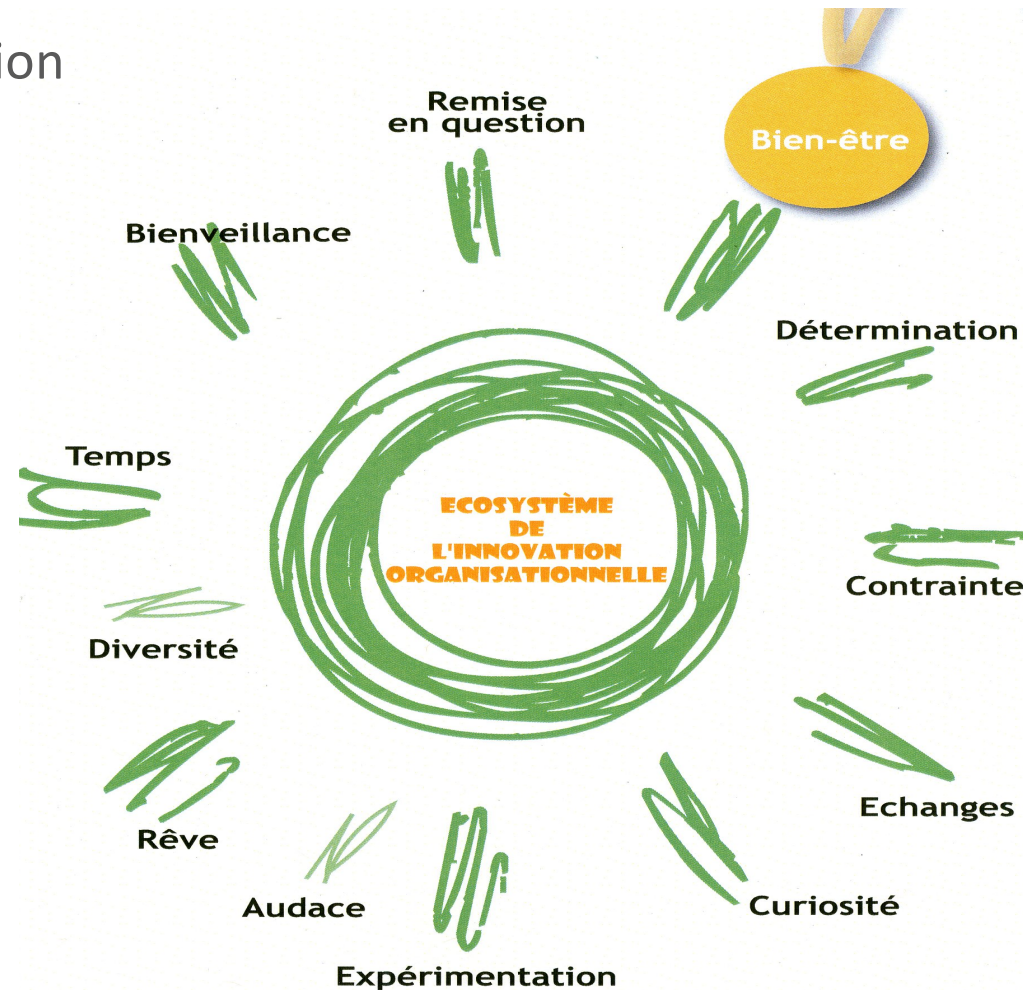 ion
Remise
en question
Bien-être
Bienveillance
Détermination
Temps
ECOSYSTÈME
DE
L'INNOVATION
ORGANISATIONNELLE
Contrainte
Diversité
Echanges
Rêve
Audace
Curiosité
Expérimentation